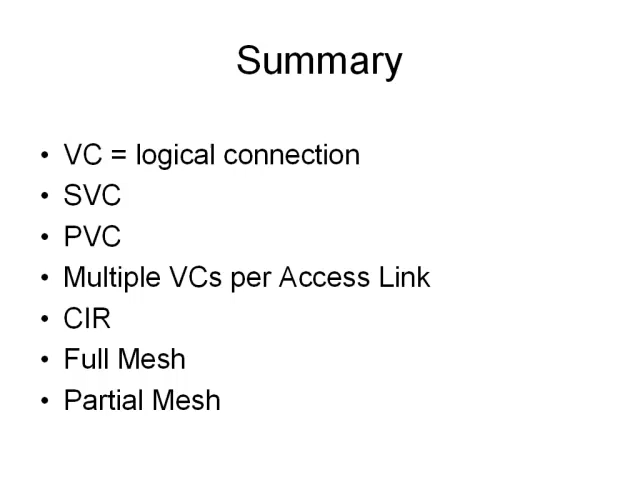 Summary
• VC = logical connection
• SVC
• PVC
• Multiple VCs per Access Link
• CIR
• Full Mesh
• Partial Mesh